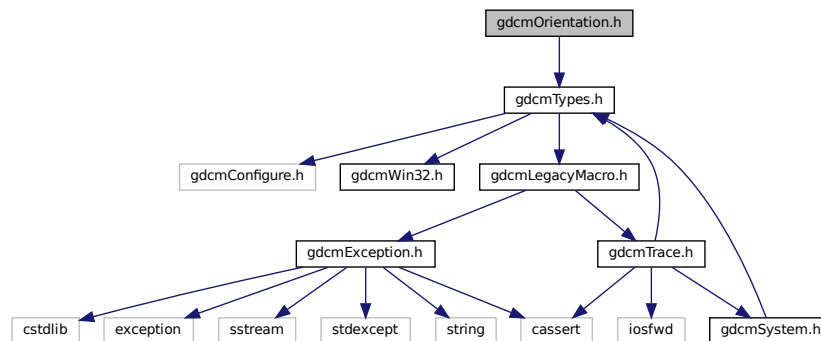 gdcmOrientation.h
gdcmTypes.h
gdcmConfigure.h
gdcmWin32.h
gdcmLegacyMacro.h
gdcmException.h
gdcmTrace.h
cstdlib
exception
sstream
stdexcept
string
cassert
iosfwd
gdcmSystem.h